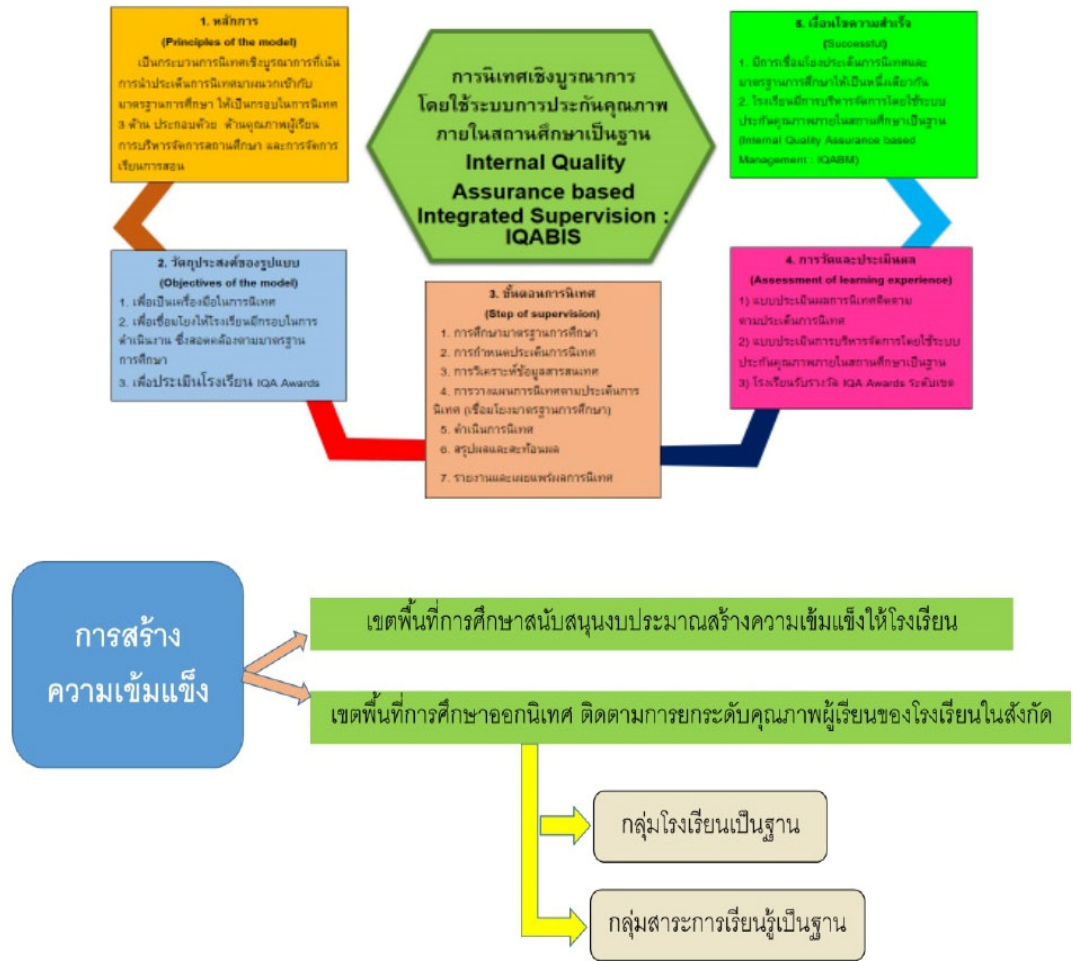 1. หลักการ
(Principles of the model)
เป็นกระบวนการนิเทศเชิงบูรณาการที่เน้น
การนำประเด็นการนิเทศมาผนวกเข้ากับ
มาตรฐานการศึกษา ให้เป็นกรอบในการนิเทศ
3 ด้าน ประกอบด้วย ด้านคุณภาพผู้เรียน
การบริหารจัดการสถานศึกษา และการจัดการ
เรียนการสอน
การนิเทศเชิงบูรณาการ
โดยใช้ระบบการประกันคุณภาพ
ภายในสถานศึกษาเป็นฐาน
Internal Quality
Assurance based
Integrated Supervision :
IQABIS
5. เงื่อนไขความสำเร็จ
(Successful)
1. มีการเชื่อมโยงประเด็นการนิเทศและ
มาตรฐานการศึกษาให้เป็นหนึ่งเดียวกัน
2. โรงเรียนมีการบริหารจัดการโดยใช้ระบบ
ประกันคุณภาพภายในสถานศึกษาเป็นฐาน
(Internal Quality Assurance based
Management : IQABM)
2. วัตถุประสงค์ของรูปแบบ
(Objectives of the model)
1. เพื่อเป็นเครื่องมือในการนิเทศ
2. เพื่อเชื่อมโยงให้โรงเรียนมีกรอบในการ
ดำเนินงาน ซึ่งสอดคล้องตามมาตรฐาน
การศึกษา
3. เพื่อประเมินโรงเรียน IQA Awards
3. ขั้นตอนการนิเทศ
(Step of supervision)
1. การศึกษามาตรฐานการศึกษา
2. การกำหนดประเด็นการนิเทศ
3. การวิเคราะห์ข้อมูลสารสนเทศ
4. การวางแผนการนิเทศตามประเด็นการ
นิเทศ (เชื่อมโยงมาตรฐานการศึกษา)
5. ดำเนินการนิเทศ
6. สรุปผลและสะท้อนผล
7. รายงานและเผยแพร่ผลการนิเทศ
4. การวัดและประเมินผล
(Assessment of learning experience)
1) แบบประเมินผลการนิเทศติดตาม
ตามประเด็นการนิเทศ
2) แบบประเมินการบริหารจัดการโดยใช้ระบบ
ประกันคุณภาพภายในสถานศึกษาเป็นฐาน
3) โรงเรียนรับรางวัล IQA Awards ระดับเขต
การสร้าง
ความเข้มแข็ง
เขตพื้นที่การศึกษาสนับสนุนงบประมาณสร้างความเข้มแข็งให้โรงเรียน
เขตพื้นที่การศึกษาออกนิเทศ ติดตามการยกระดับคุณภาพผู้เรียนของโรงเรียนในสังกัด
กลุ่มโรงเรียนเป็นฐาน
กลุ่มสาระการเรียนรู้เป็นฐาน